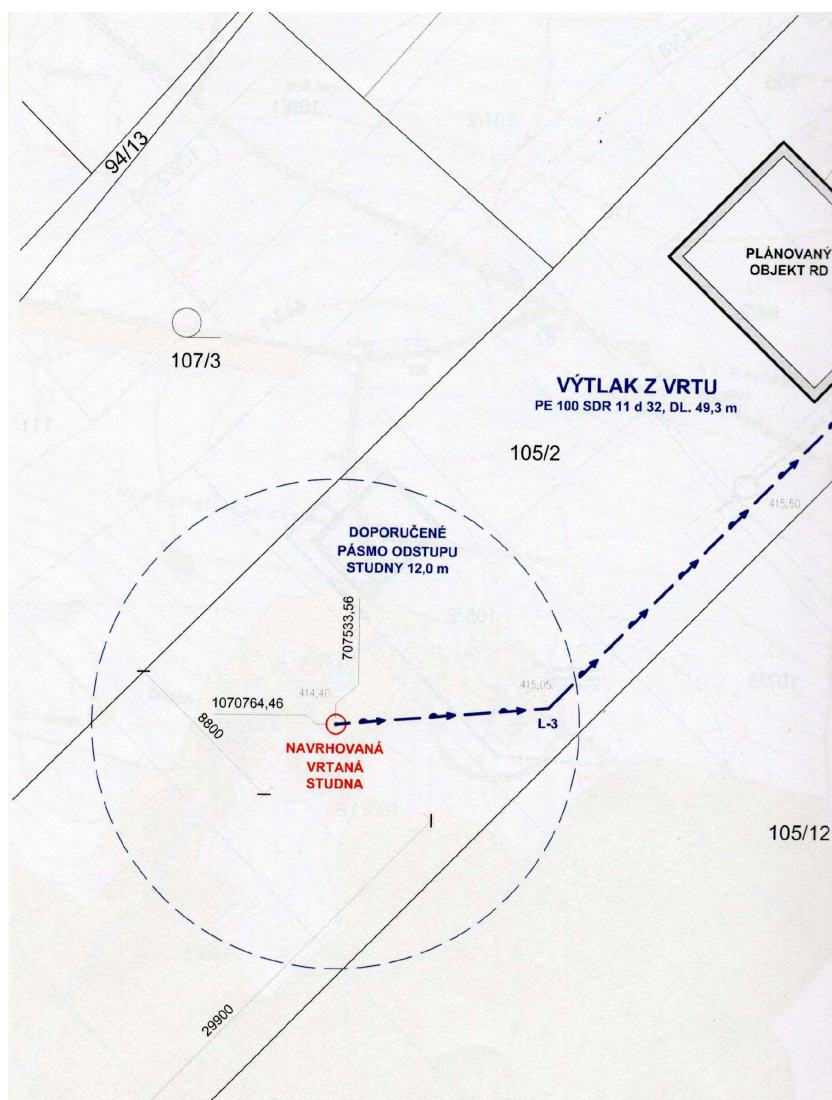 94/13
107/3
PLÁNOVANÝ
OBJEKT RD
VÝTLAK Z VRTU
PE 100 SDR 11 d 32, DL. 49,3 m
105/2
415,50
DOPORUČENÉ
PÁSMO ODSTUPU
STUDNY 12,0 m
707533,56
1070764,46
414,40
415,05
8800
L-3
NAVRHOVANÁ
VRTANÁ
STUDNA
105/12
29900